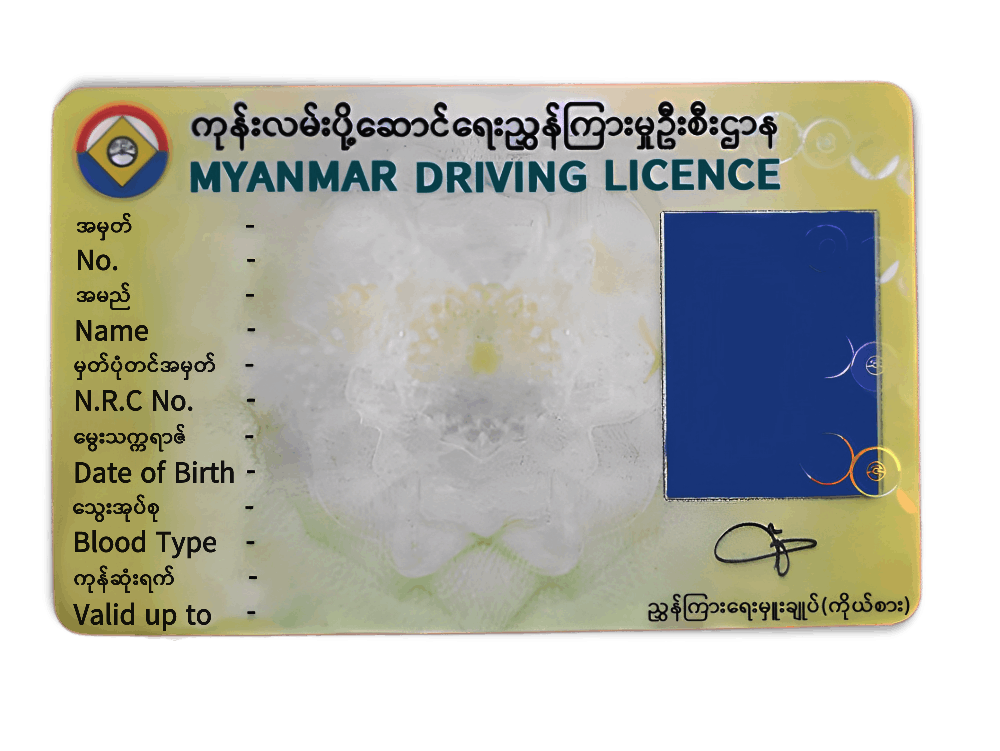 ကုန်းလမ်းပို့ဆောင်ရေးညွှန်ကြားမှုဦးစီးဌာန
MYANMAR DRIVING LICENCE
အမှတ် -
No. -
အမည် -
Name -
မှတ်ပုံတင်အမှတ် -
N.R.C No. -
မွေးသက္ကရာဇ် -
Date of Birth -
သွေးအုပ်စု -
Blood Type -
ကုန်ဆုံးရက် -
Valid up to -
ညွှန်ကြားရေးမှူးချုပ်(ကိုယ်စား)